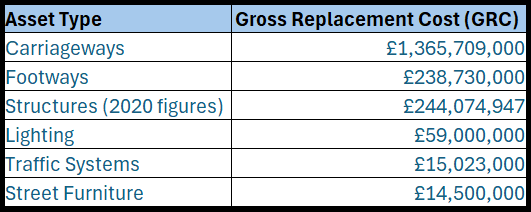 Asset Type Gross Replacement Cost (GRC)
Carriageways £1,365,709,000
Footways £238,730,000
Structures (2020 figures) £244,074,947
Lighting £59,000,000
Traffic Systems £15,023,000
Street Furniture £14,500,000